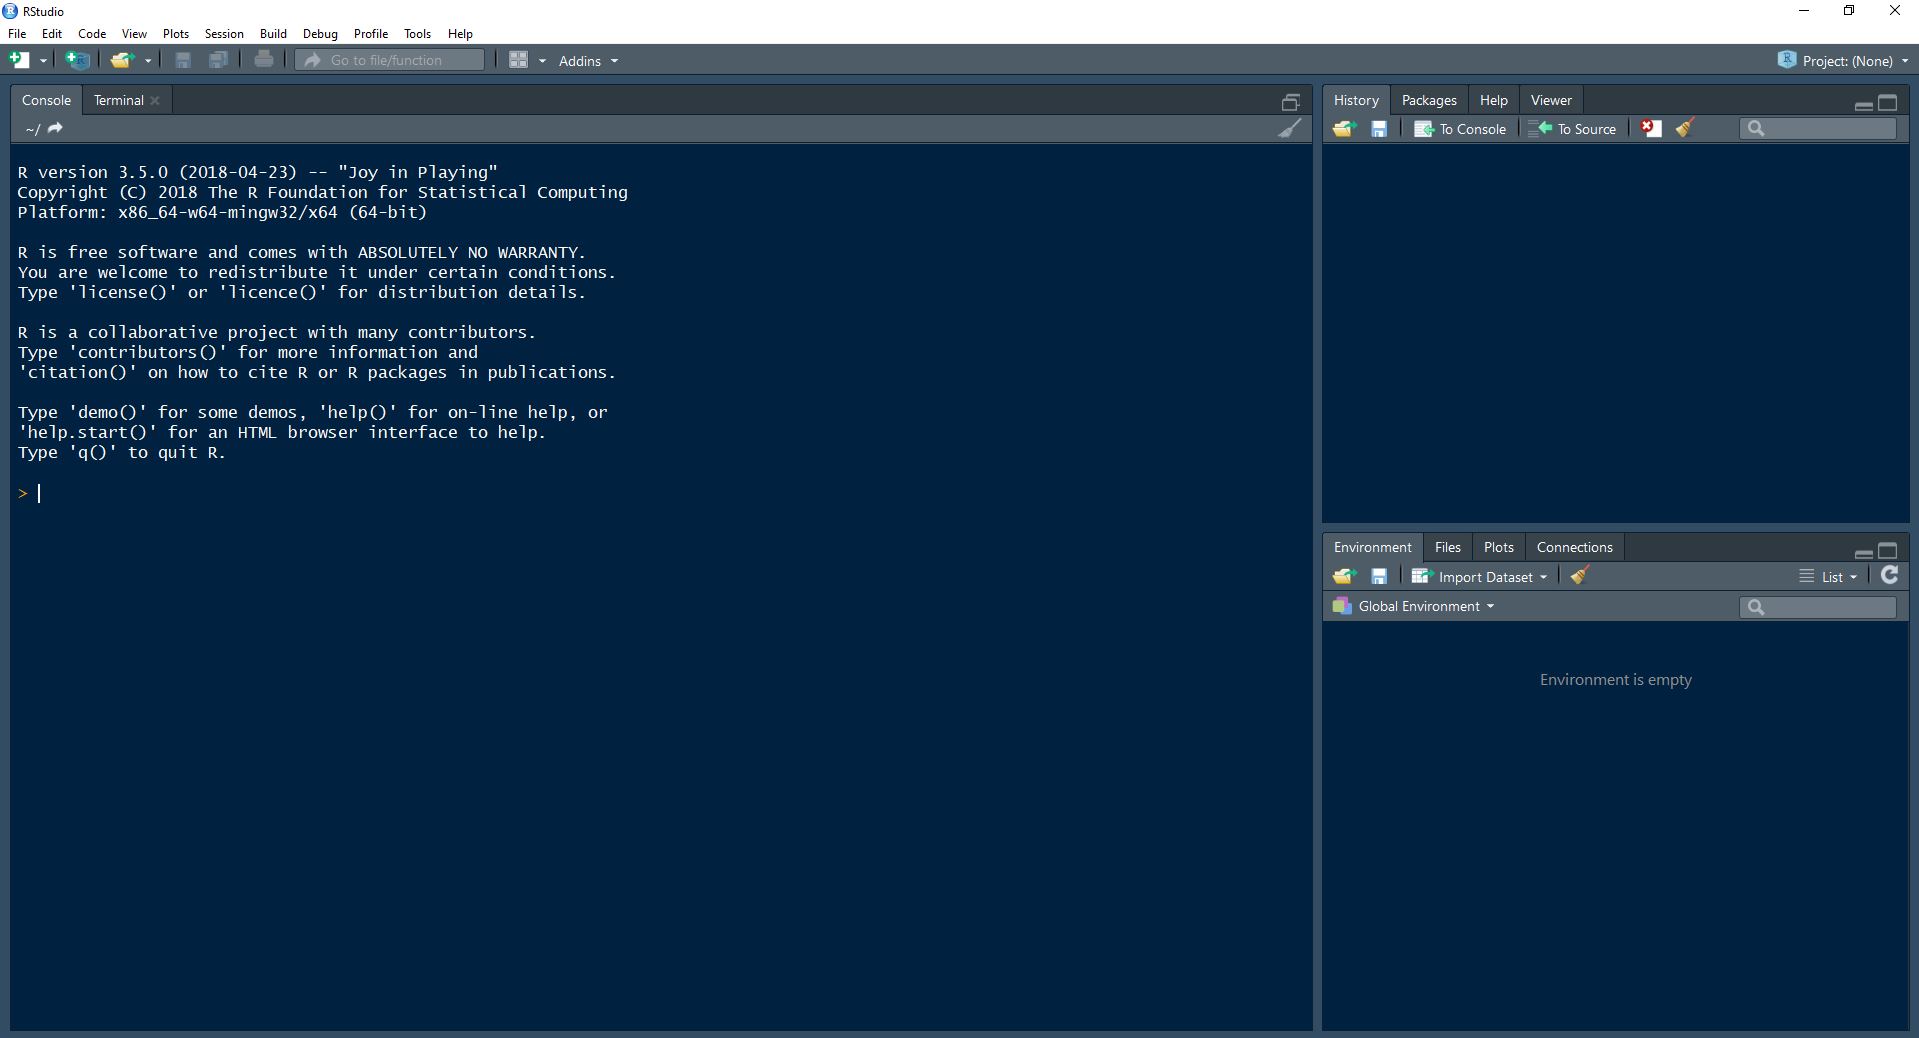 RStudio
File Edit Code View Plots Session Build Debug Profile Tools Help
Go to file/function Addins Project: (None)
Console Terminal
~/
R version 3.5.0 (2018-04-23) -- "Joy in Playing"
Copyright (C) 2018 The R Foundation for Statistical Computing
Platform: x86_64-w64-mingw32/x64 (64-bit)
R is free software and comes with ABSOLUTELY NO WARRANTY.
You are welcome to redistribute it under certain conditions.
Type 'license()' or 'licence()' for distribution details.
R is a collaborative project with many contributors.
Type 'contributors()' for more information and
'citation()' on how to cite R or R packages in publications.
Type 'demo()' for some demos, 'help()' for on-line help, or
'help.start()' for an HTML browser interface to help.
Type 'q()' to quit R.
>
History Packages Help Viewer
To Console To Source
Environment Files Plots Connections
Import Dataset List
Global Environment
Environment is empty